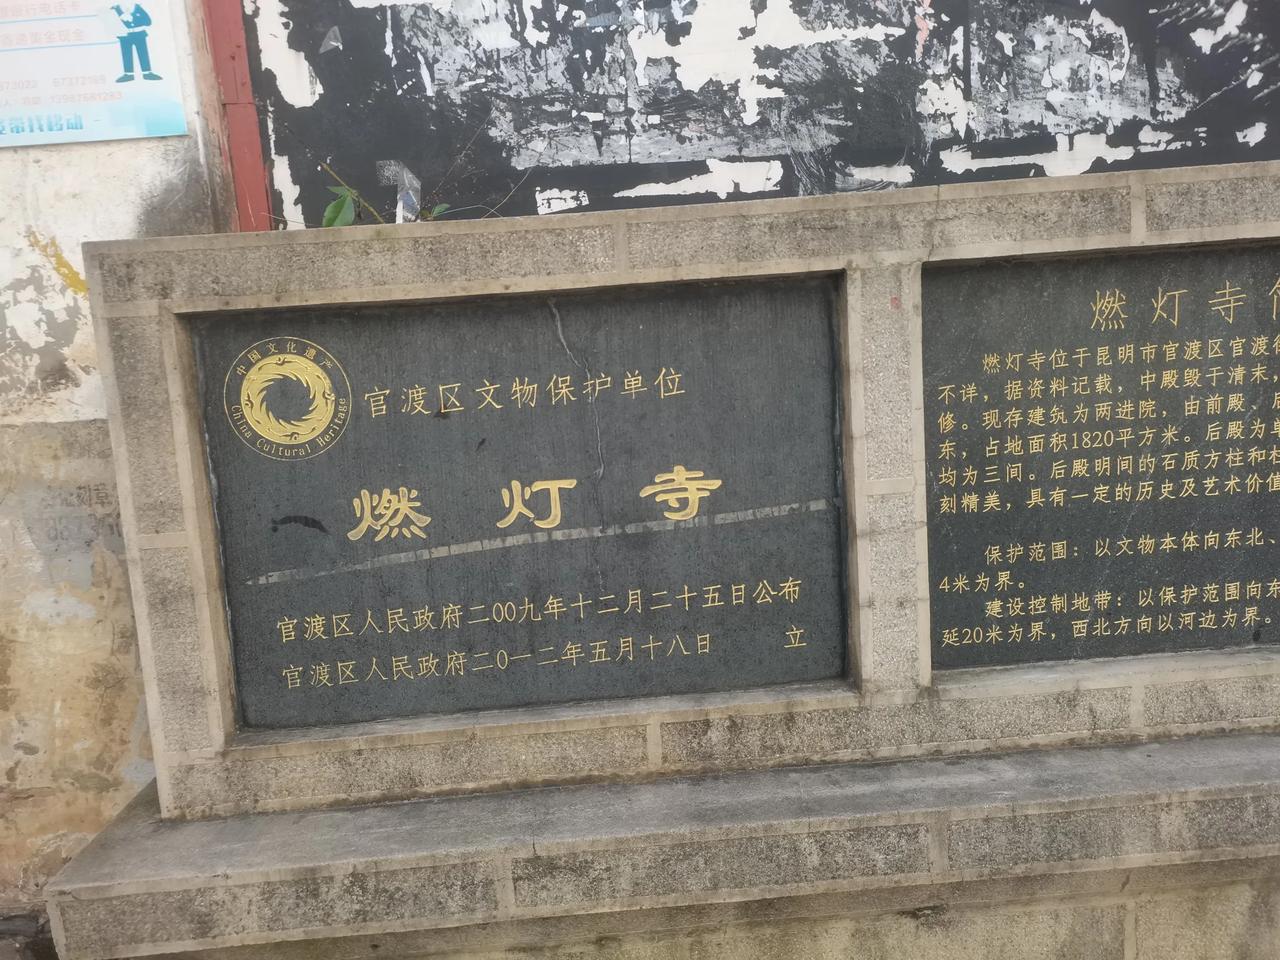 中国文化遗产
China Cultural Heritage
官渡区文物保护单位
燃灯寺
官渡区人民政府二00九年十二月二十五日公布
官渡区人民政府二0一二年五月十八日 立
燃灯寺
燃灯寺位于昆明市官渡区官渡
不详，据资料记载，中殿毁于清末，
修。现存建筑为两进院，由前殿、
东，占地面积1820平方米。后殿为单
均为三间。后殿明间的石质方柱和
刻精美，具有一定的历史及艺术价值
保护范围：以文物本体向东北、
4米为界。
建设控制地带：以保护范围向东
延20米为界，西北方向以河边为界。